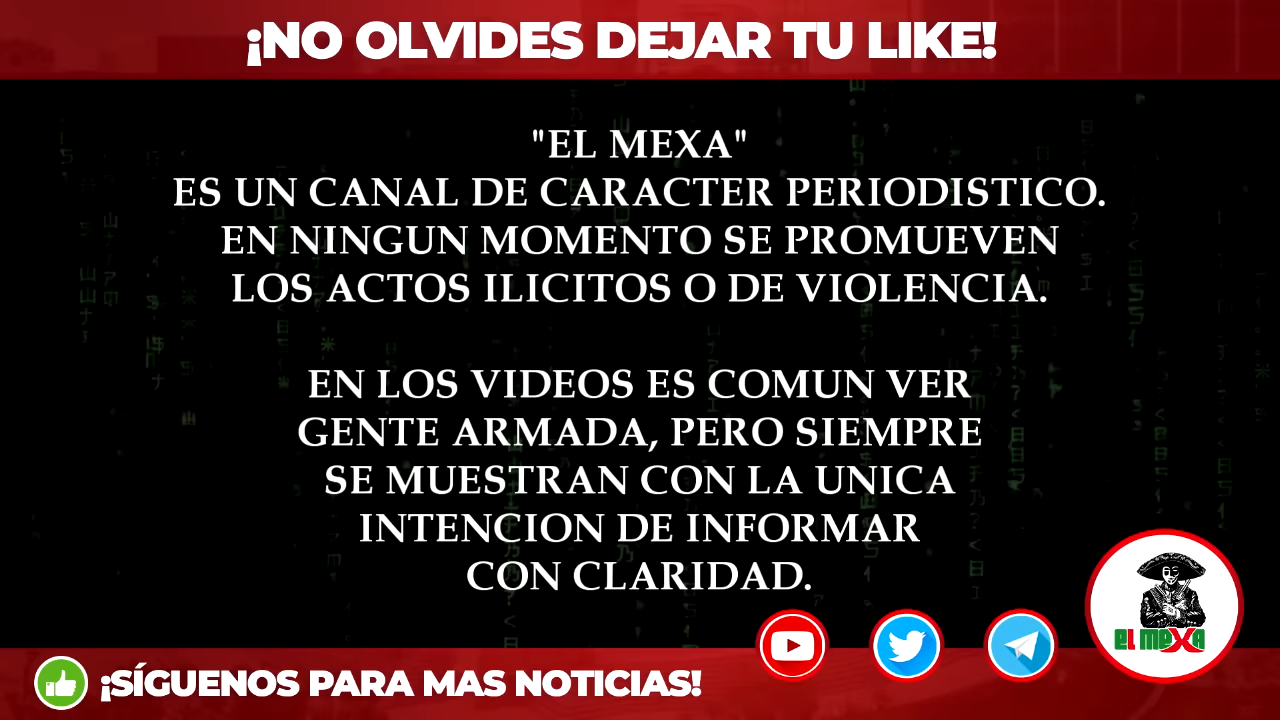 ¡NO OLVIDES DEJAR TU LIKE!
"EL MEXA"
ES UN CANAL DE CARACTER PERIODISTICO.
EN NINGUN MOMENTO SE PROMUEVEN
LOS ACTOS ILICITOS O DE VIOLENCIA.
EN LOS VIDEOS ES COMUN VER
GENTE ARMADA, PERO SIEMPRE
SE MUESTRAN CON LA UNICA
INTENCION DE INFORMAR
CON CLARIDAD.
el mexa
¡SÍGUENOS PARA MAS NOTICIAS!